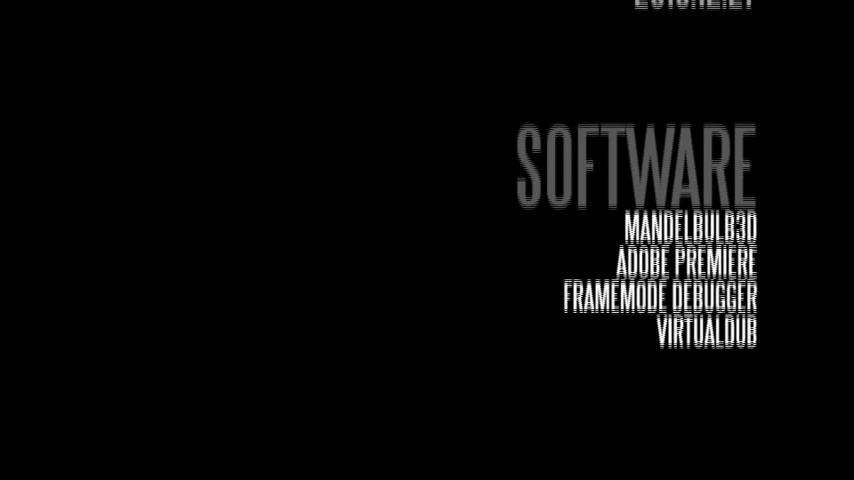 SOFTWARE
MANDELBULB3D
ADOBE PREMIERE
FRAMEMODE DEBUGGER
VIRTUALDUB